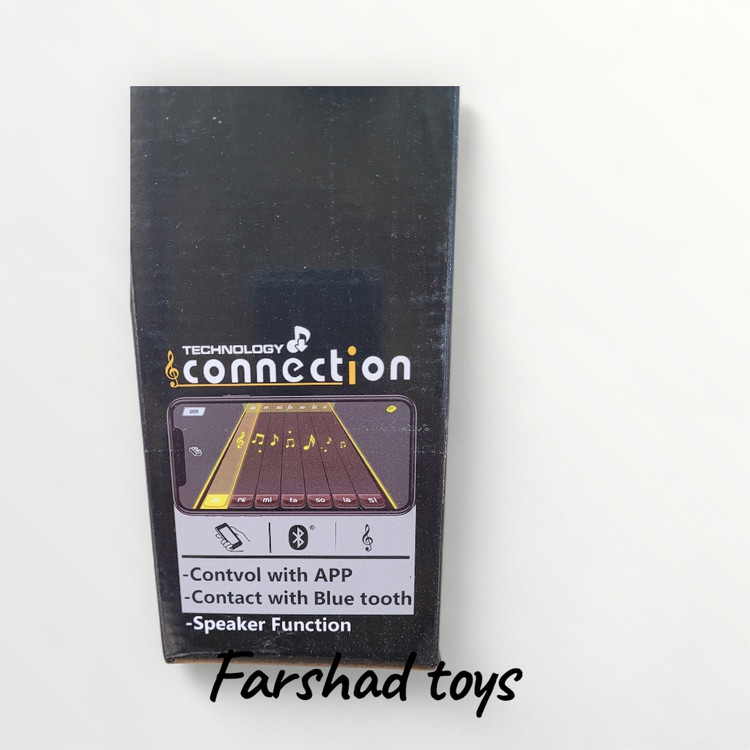 TECHNOLOGY
connection
re mi fa so la si
-Contvol with APP
-Contact with Blue tooth
-Speaker Function
Farshad toys